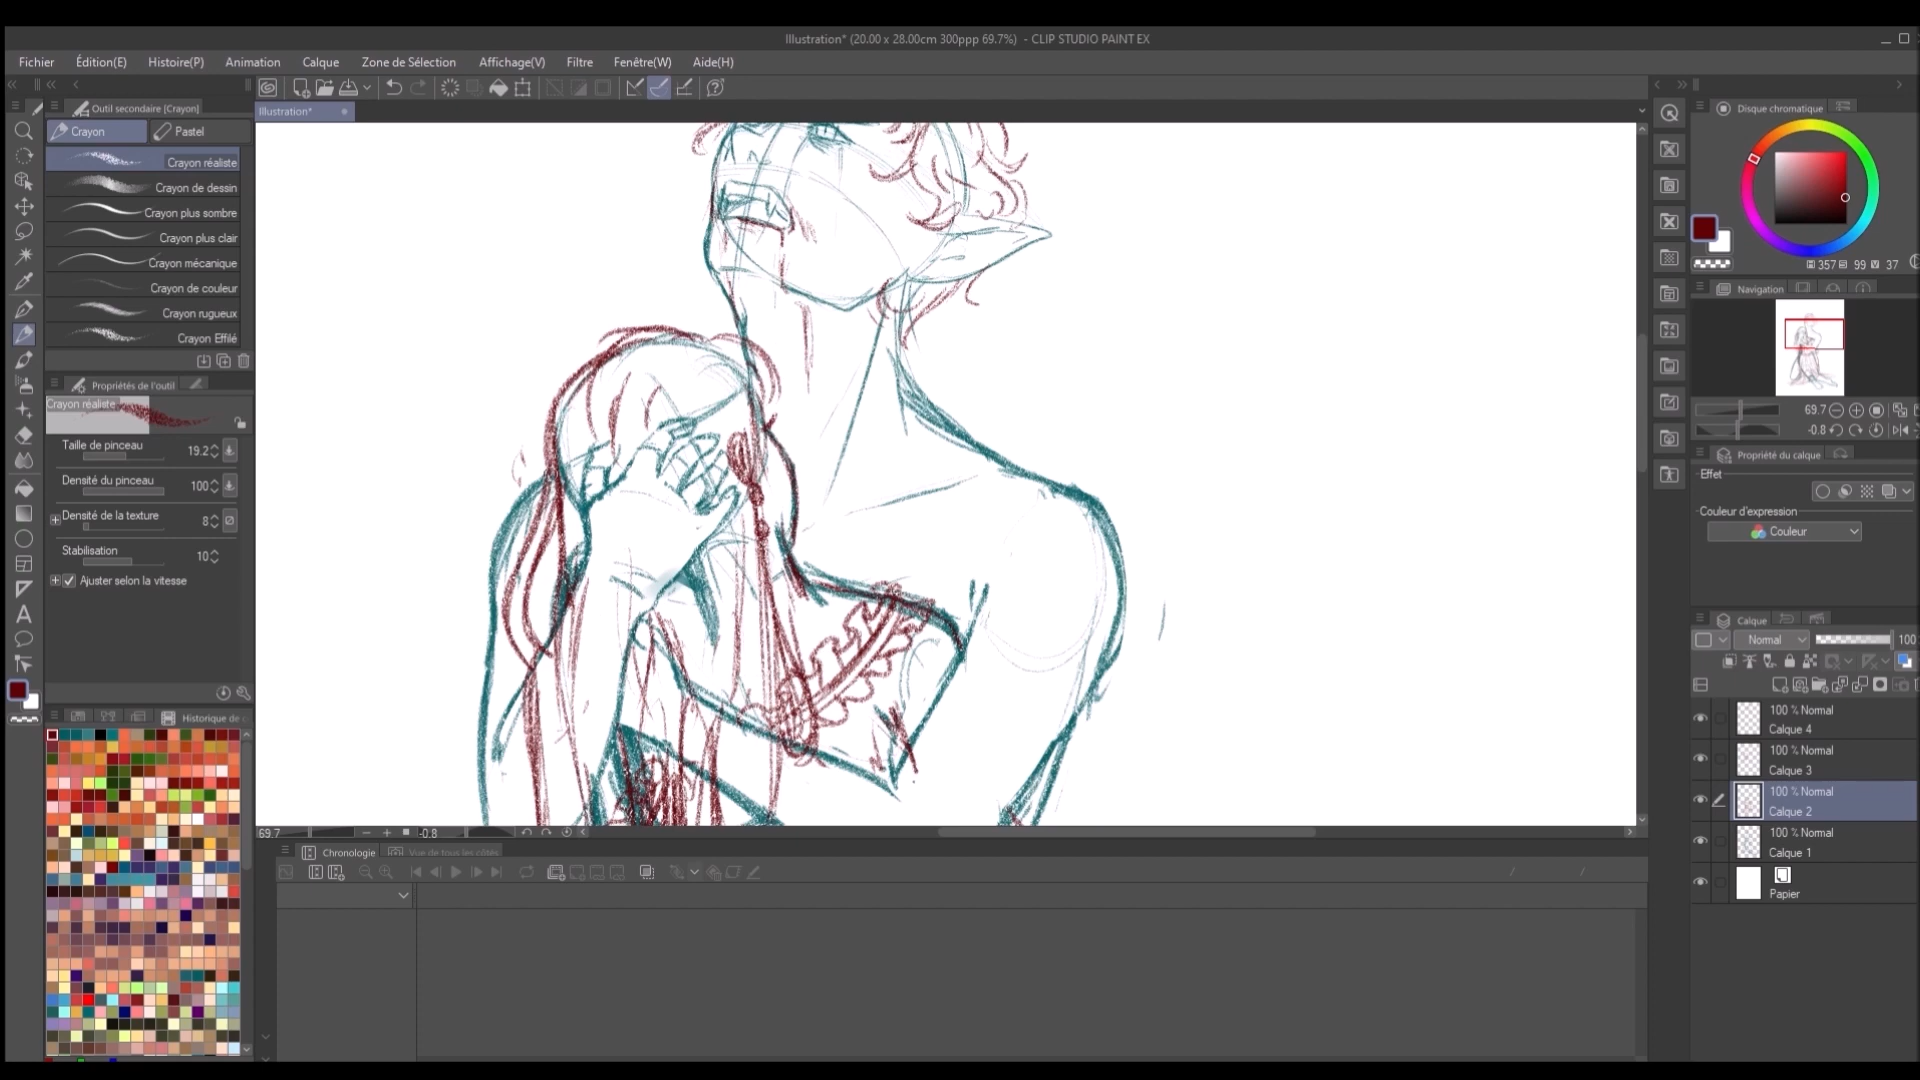 Illustration* (20.00 x 28.00cm 300ppp 69.7%) - CLIP STUDIO PAINT EX
Fichier Édition(E) Histoire(P) Animation Calque Zone de Sélection Affichage(V) Filtre Fenêtre(W) Aide(H)
Outil secondaire [Crayon]
Crayon Pastel
Crayon réaliste
Crayon de dessin
Crayon plus sombre
Crayon plus clair
Crayon mécanique
Crayon de couleur
Crayon rugueux
Crayon Effilé
Propriétés de l'outil
Crayon réaliste
Taille de pinceau 19.2
Densité du pinceau 100
Densité de la texture 8
Stabilisation 10
Ajuster selon la vitesse
Historique de c
Illustration*
69.7 -0.8
Chronologie Vue de tous les côtés
Disque chromatique
357 99 37
Navigation
69.7
-0.8
Propriété du calque
Effet
Couleur d'expression
Couleur
Calque
Normal 100
100 % Normal
Calque 4
100 % Normal
Calque 3
100 % Normal
Calque 2
100 % Normal
Calque 1
Papier